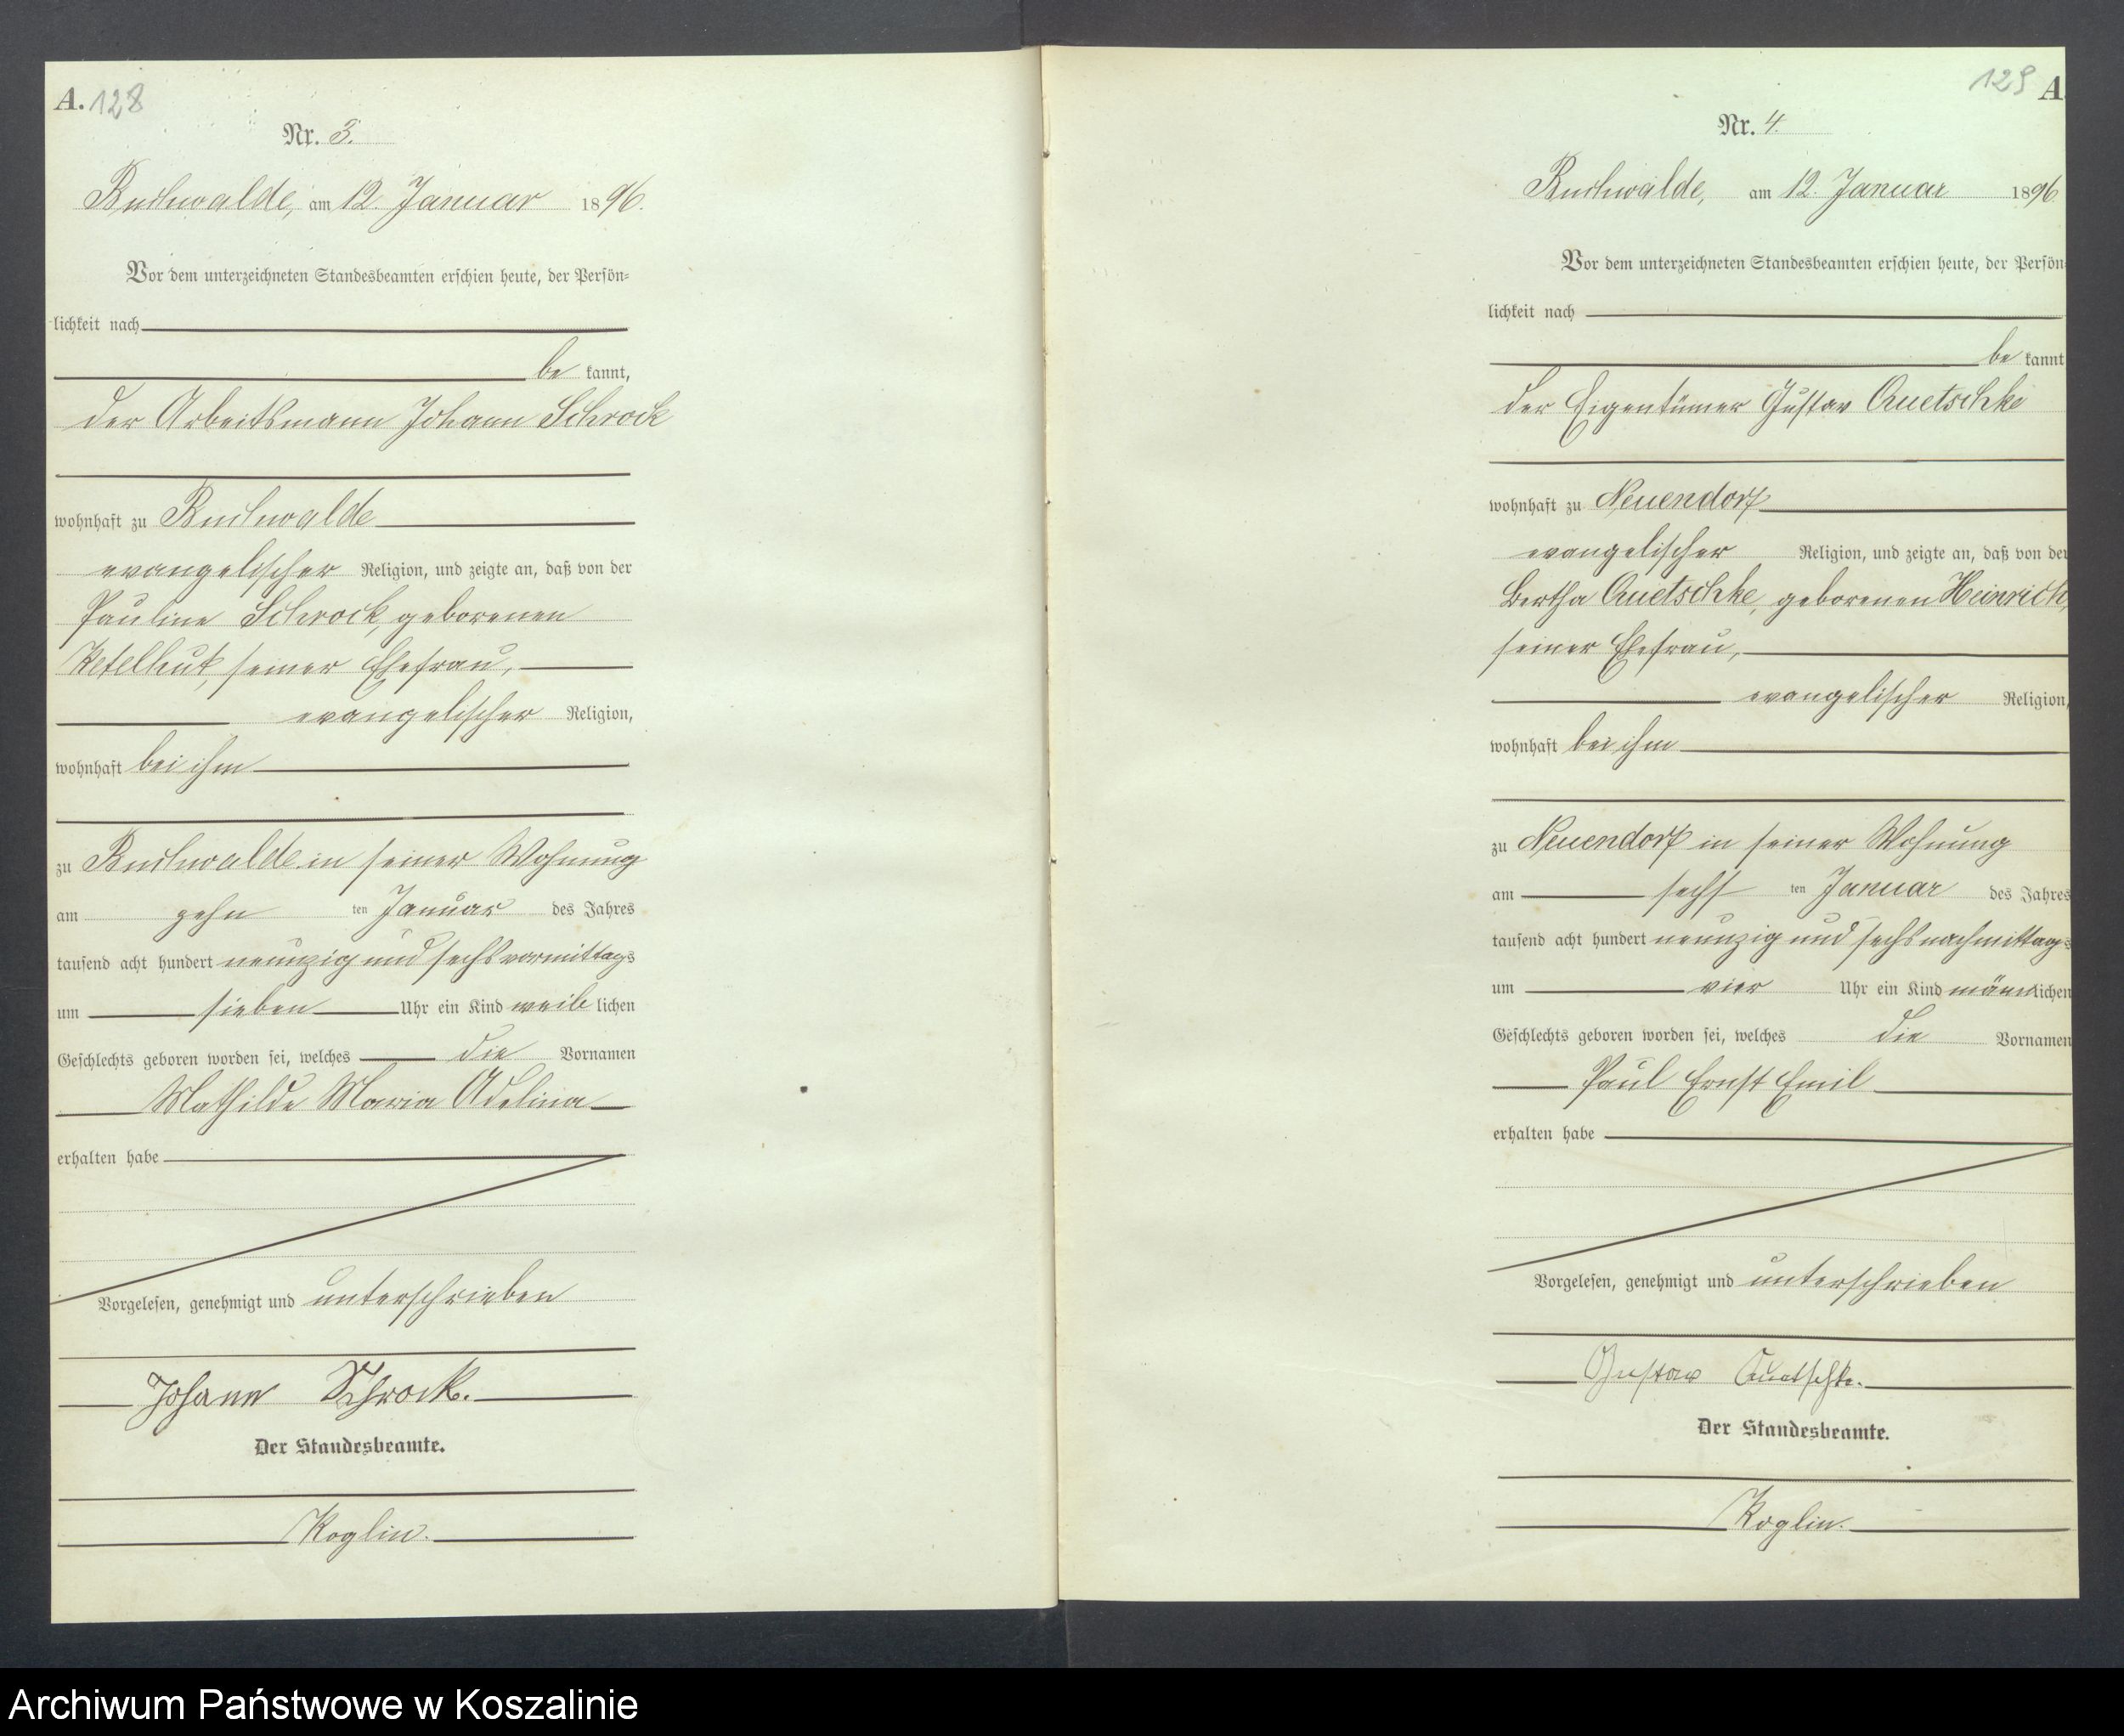 A. 128
Nr. 3.
Buchwalde, am 12. Januar 1896.
Vor dem unterzeichneten Standesbeamten erschien heute, der Persön-
lichkeit nach
be kannt,
der Arbeitsmann Johann Schrock
wohnhaft zu Buchwalde
evangelischer Religion, und zeigte an, daß von der
Pauline Schrock, geborenen
Ketelhut, seiner Ehefrau,
evangelischer Religion,
wohnhaft bei ihm
zu Buchwalde in seiner Wohnung
am zehn ten Januar des Jahres
tausend acht hundert neunzig und sechs vormittags
um sieben Uhr ein Kind weib lichen
Geschlechts geboren worden sei, welches die Vornamen
Mathilde Maria Adelina
erhalten habe
Vorgelesen, genehmigt und unterschrieben
Johann Schrock.
Der Standesbeamte.
Koglin.
129 A.
Nr. 4.
Buchwalde, am 12. Januar 1896.
Vor dem unterzeichneten Standesbeamten erschien heute, der Persön-
lichkeit nach
be kannt
der Eigentümer Gustav Quetschke
wohnhaft zu Neuendorf
evangelischer Religion, und zeigte an, daß von der
Bertha Quetschke, geborenen Heinrich,
seiner Ehefrau,
evangelischer Religion,
wohnhaft bei ihm
zu Neuendorf in seiner Wohnung
am sechs ten Januar des Jahres
tausend acht hundert neunzig und sechs nachmittags
um vier Uhr ein Kind männlichen
Geschlechts geboren worden sei, welches die Vornamen
Paul Ernst Emil
erhalten habe
Vorgelesen, genehmigt und unterschrieben
Gustav Quetschke.
Der Standesbeamte.
Koglin.
Archiwum Państwowe w Koszalinie